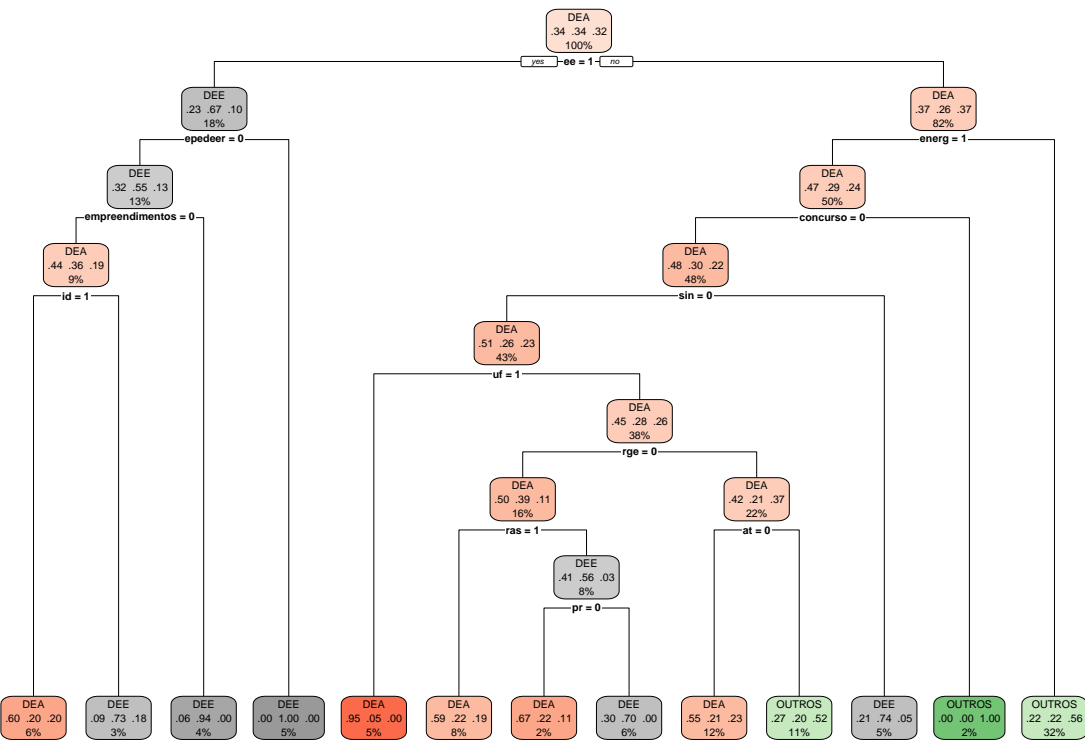 DEA
.34 .34 .32
100%
yes ee = 1 no
DEE
.23 .67 .10
18%
DEA
.37 .26 .37
82%
epedeer = 0
energ = 1
DEE
.32 .55 .13
13%
DEA
.47 .29 .24
50%
empreendimentos = 0
concurso = 0
DEA
.44 .36 .19
9%
DEA
.48 .30 .22
48%
id = 1
sin = 0
DEA
.51 .26 .23
43%
uf = 1
DEA
.45 .28 .26
38%
rge = 0
DEA
.50 .39 .11
16%
DEA
.42 .21 .37
22%
ras = 1
at = 0
DEE
.41 .56 .03
8%
pr = 0
DEA
.60 .20 .20
6%
DEE
.09 .73 .18
3%
DEE
.06 .94 .00
4%
DEE
.00 1.00 .00
5%
DEA
.95 .05 .00
5%
DEA
.59 .22 .19
8%
DEA
.67 .22 .11
2%
DEE
.30 .70 .00
6%
DEA
.55 .21 .23
12%
OUTROS
.27 .20 .52
11%
DEE
.21 .74 .05
5%
OUTROS
.00 .00 1.00
2%
OUTROS
.22 .22 .56
32%